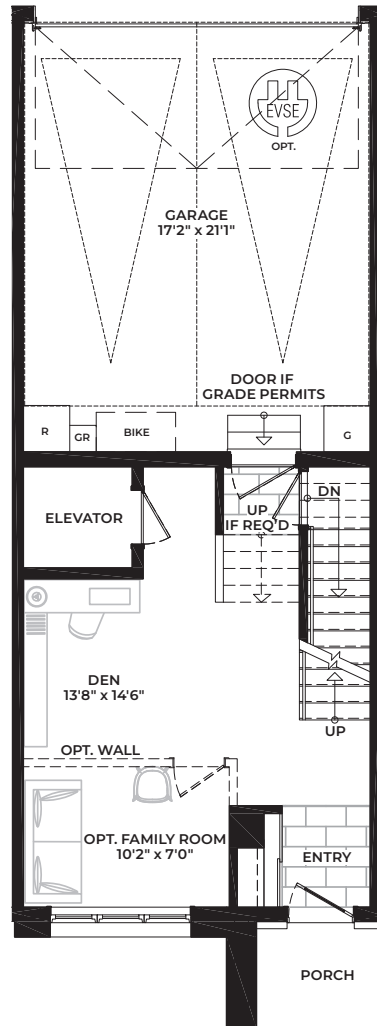 EVSE
OPT.
GARAGE
17'2" x 21'1"
DOOR IF
GRADE PERMITS
R
GR
BIKE
G
ELEVATOR
UP
IF REQ'D
DN
DEN
13'8" x 14'6"
UP
OPT. WALL
OPT. FAMILY ROOM
10'2" x 7'0"
ENTRY
PORCH